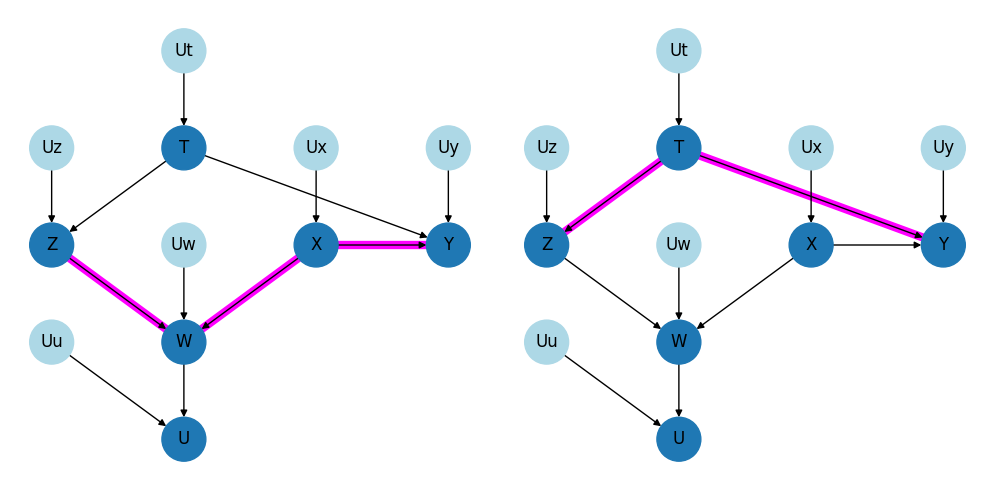 Ut Ut
Uz T Ux Uy Uz T Ux Uy
Z Uw X Y Z Uw X Y
Uu W Uu W
U U